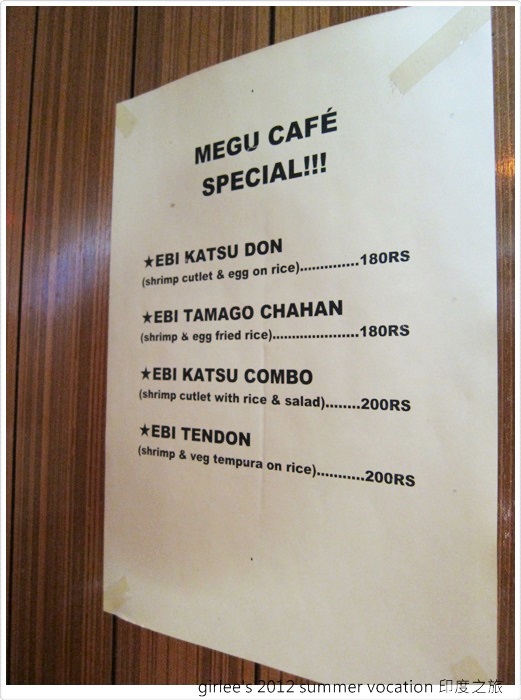 MEGU CAFÉ
SPECIAL!!!
★EBI KATSU DON
(shrimp cutlet & egg on rice)..............180RS
★EBI TAMAGO CHAHAN
(shrimp & egg fried rice).....................180RS
★EBI KATSU COMBO
(shrimp cutlet with rice & salad)........200RS
★EBI TENDON
(shrimp & veg tempura on rice)...........200RS
girlee's 2012 summer vocation 印度之旅